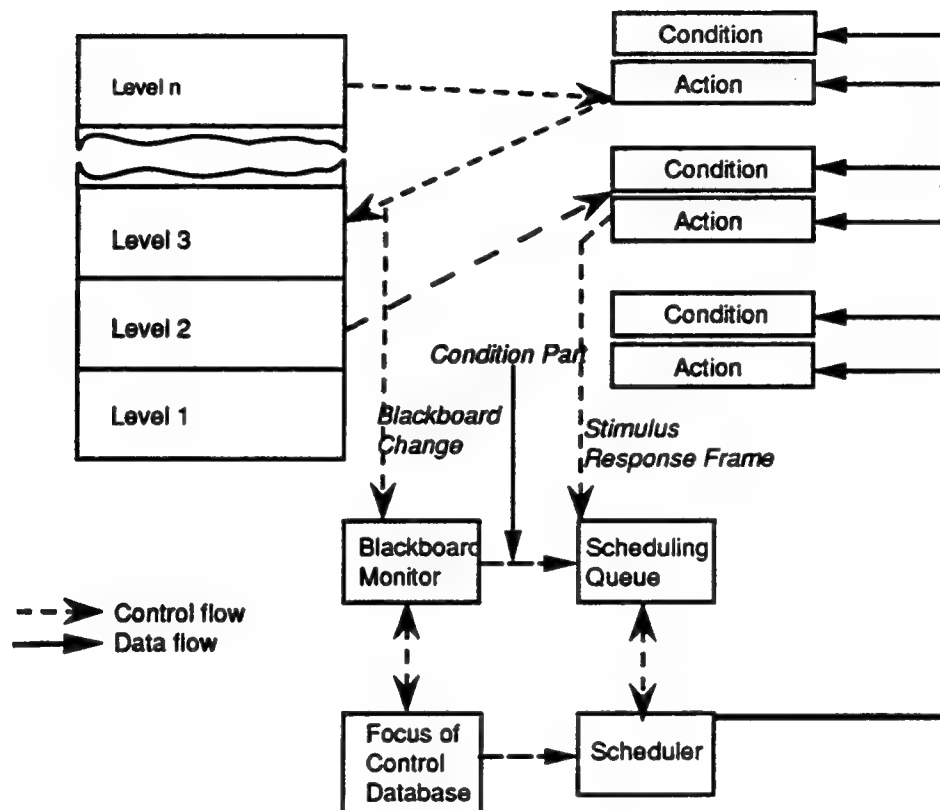 Level n
Level 3
Level 2
Level 1
Condition
Action
Condition
Action
Condition
Action
Condition Part
Blackboard
Change
Stimulus
Response Frame
Blackboard
Monitor
Scheduling
Queue
Control flow
Data flow
Focus of
Control
Database
Scheduler